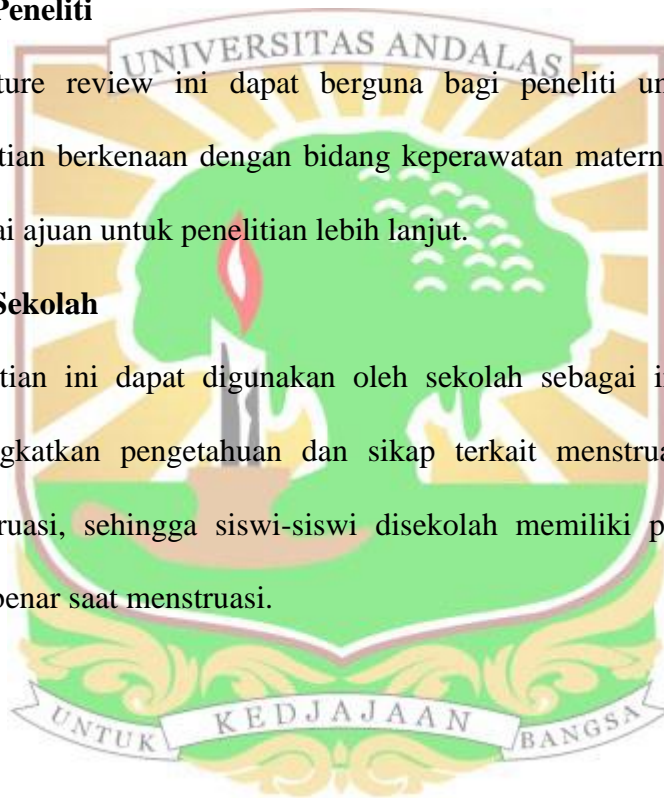 Peneliti
UNIVERSITAS ANDALAS
ture review ini dapat berguna bagi peneliti un
tian berkenaan dengan bidang keperawatan matern
ai ajuan untuk penelitian lebih lanjut.
Sekolah
tian ini dapat digunakan oleh sekolah sebagai in
gkatkan pengetahuan dan sikap terkait menstrua
ruasi, sehingga siswi-siswi disekolah memiliki p
benar saat menstruasi.
UNTUK KEDJAJAAN BANGSA